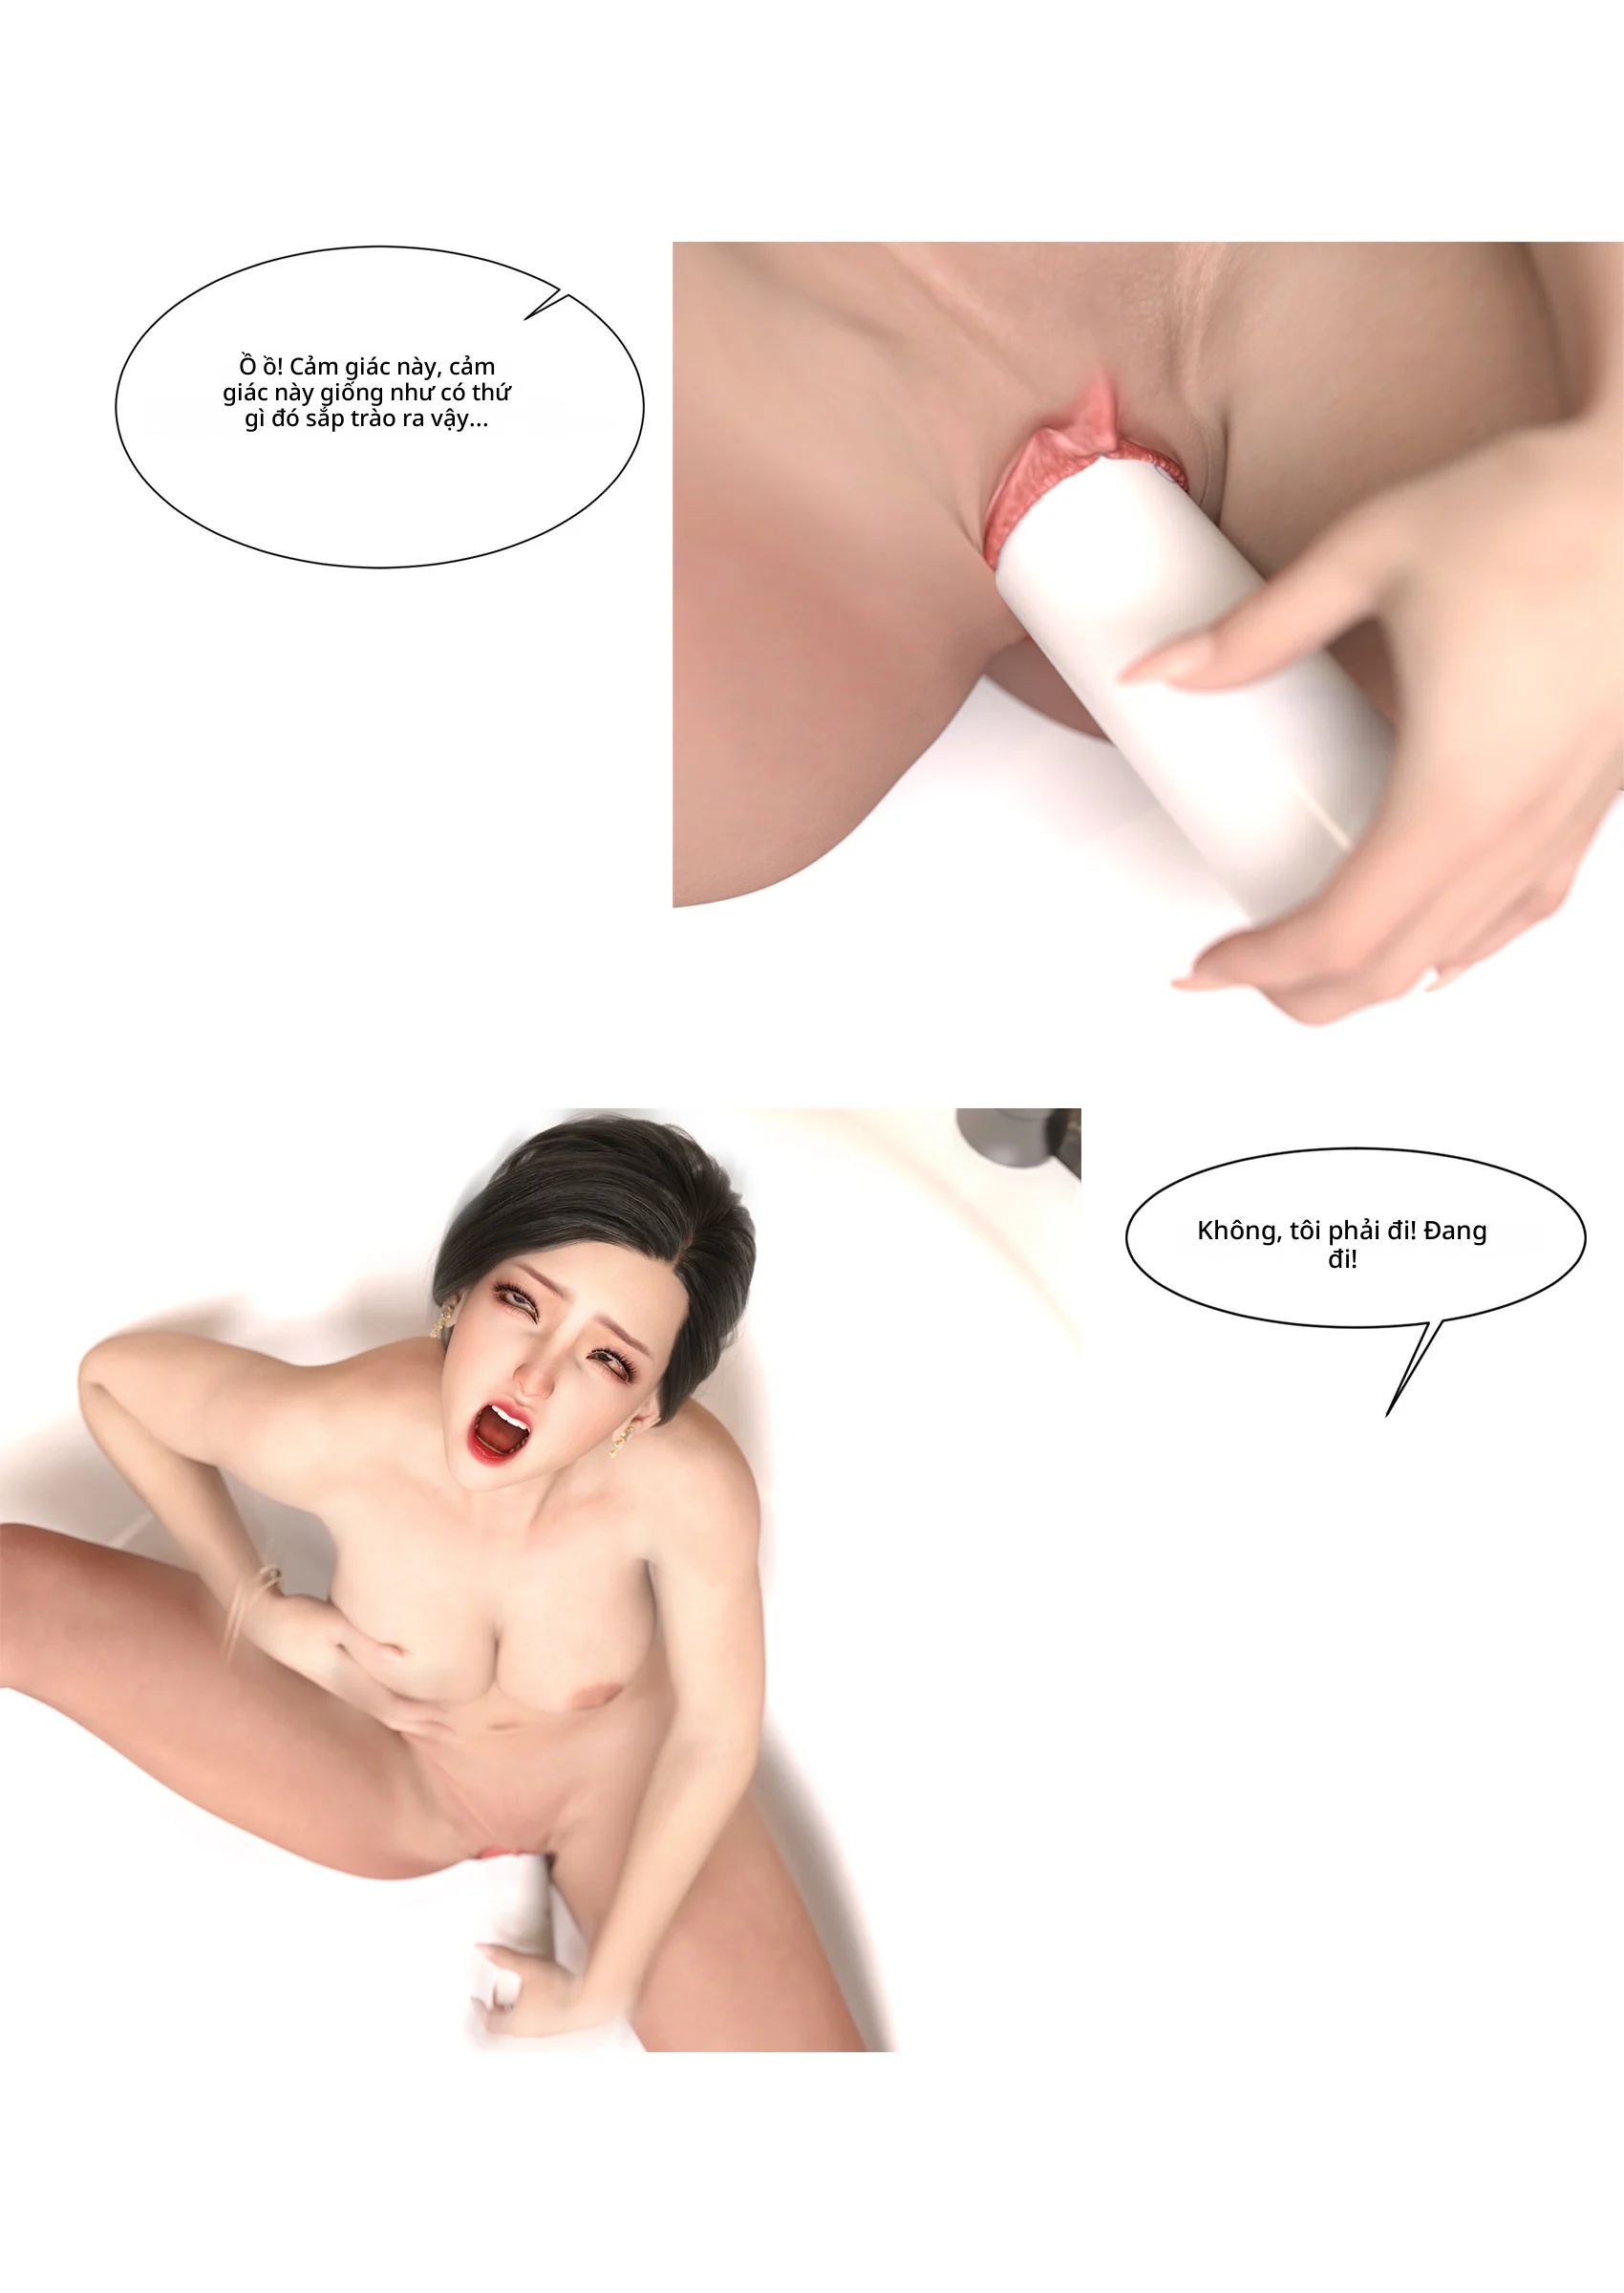 Ồ ồ! Cảm giác này, cảm
giác này giống như có thứ
gì đó sắp trào ra vậy...
Không, tôi phải đi! Đang
đi!